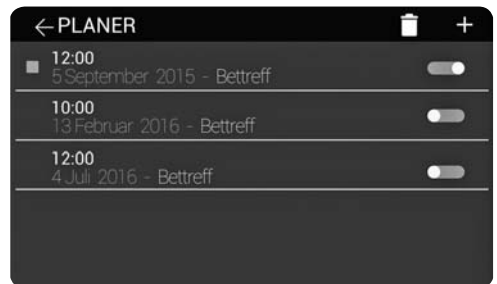 PLANER
12:00
5 September 2015 - Bettreff
10:00
13 Februar 2016 - Bettreff
12:00
4 Juli 2016 - Bettreff